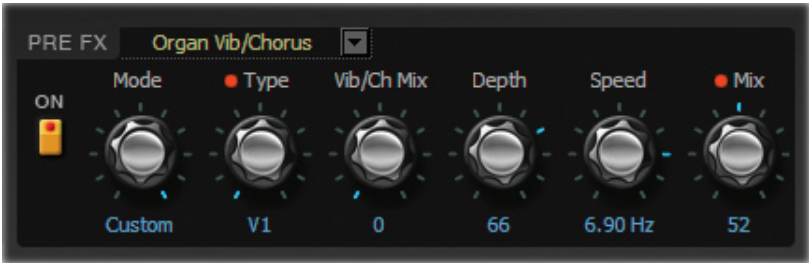 PRE FX Organ Vib/Chorus
ON
Mode Type Vib/Ch Mix Depth Speed Mix
Custom V1 0 66 6.90 Hz 52